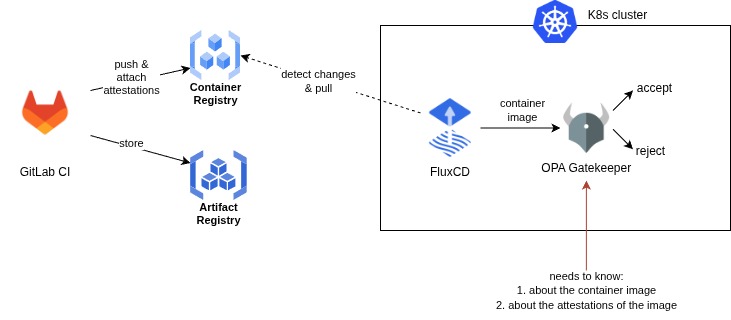 K8s cluster
push &
attach
attestations
Container
Registry
detect changes
& pull
container
image
accept
reject
store
GitLab CI
FluxCD
OPA Gatekeeper
Artifact
Registry
needs to know:
1. about the container image
2. about the attestations of the image